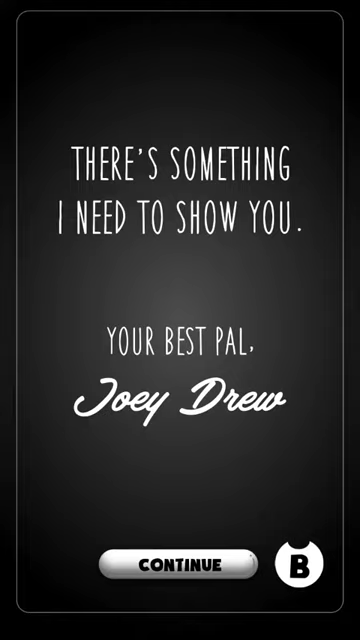 THERE'S SOMETHING
I NEED TO SHOW YOU.
YOUR BEST PAL,
Joey Drew
CONTINUE
B